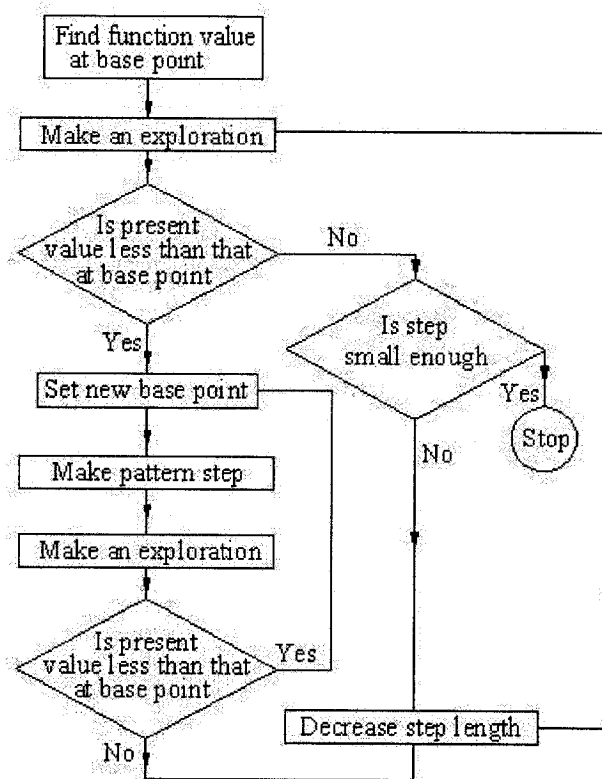 Find function value
at base point
Make an exploration
Is present
value less than that
at base point
No
Yes
Is step
small enough
Yes
Stop
No
Set new base point
Make pattern step
Make an exploration
Is present
value less than that
at base point
Yes
No
Decrease step length